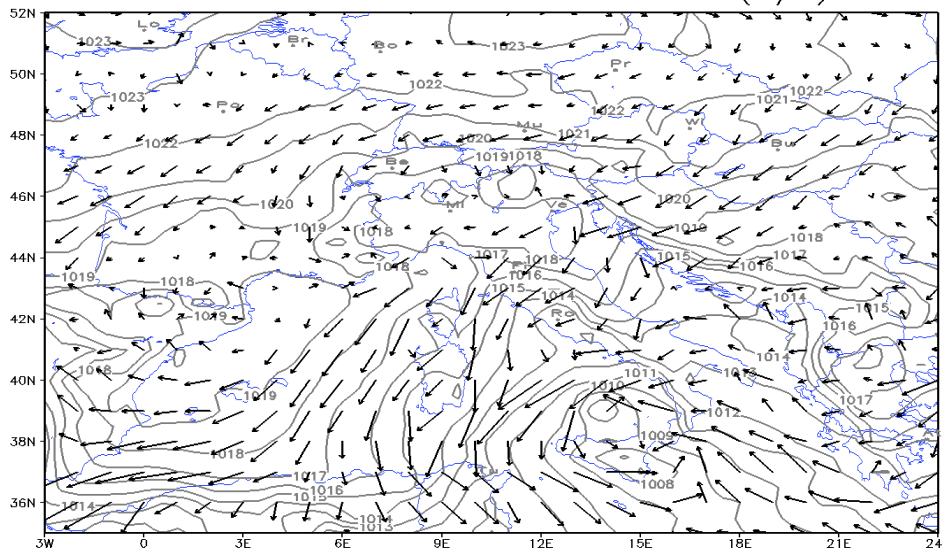 52N
Lo
1023
Br
Bo
1023
50N
Pr
1022
1023
1022
1021
1022
Pa
Mu
Wi
48N
1022
1020
1021
Bu
Be
1019
1018
46N
1020
Mi
Ve
1020
1019
1018
1019
1018
44N
1017
1018
1015
1017
1019
1018
1018
1016
1016
1015
1014
1014
1015
42N
1019
Ro
1016
1014
1018
1011
1013
40N
1019
1010
1017
1012
38N
1018
1009
1017
Tu
1008
1016
36N
1014
1015
1014
1013
3W
0
3E
6E
9E
12E
15E
18E
21E
24